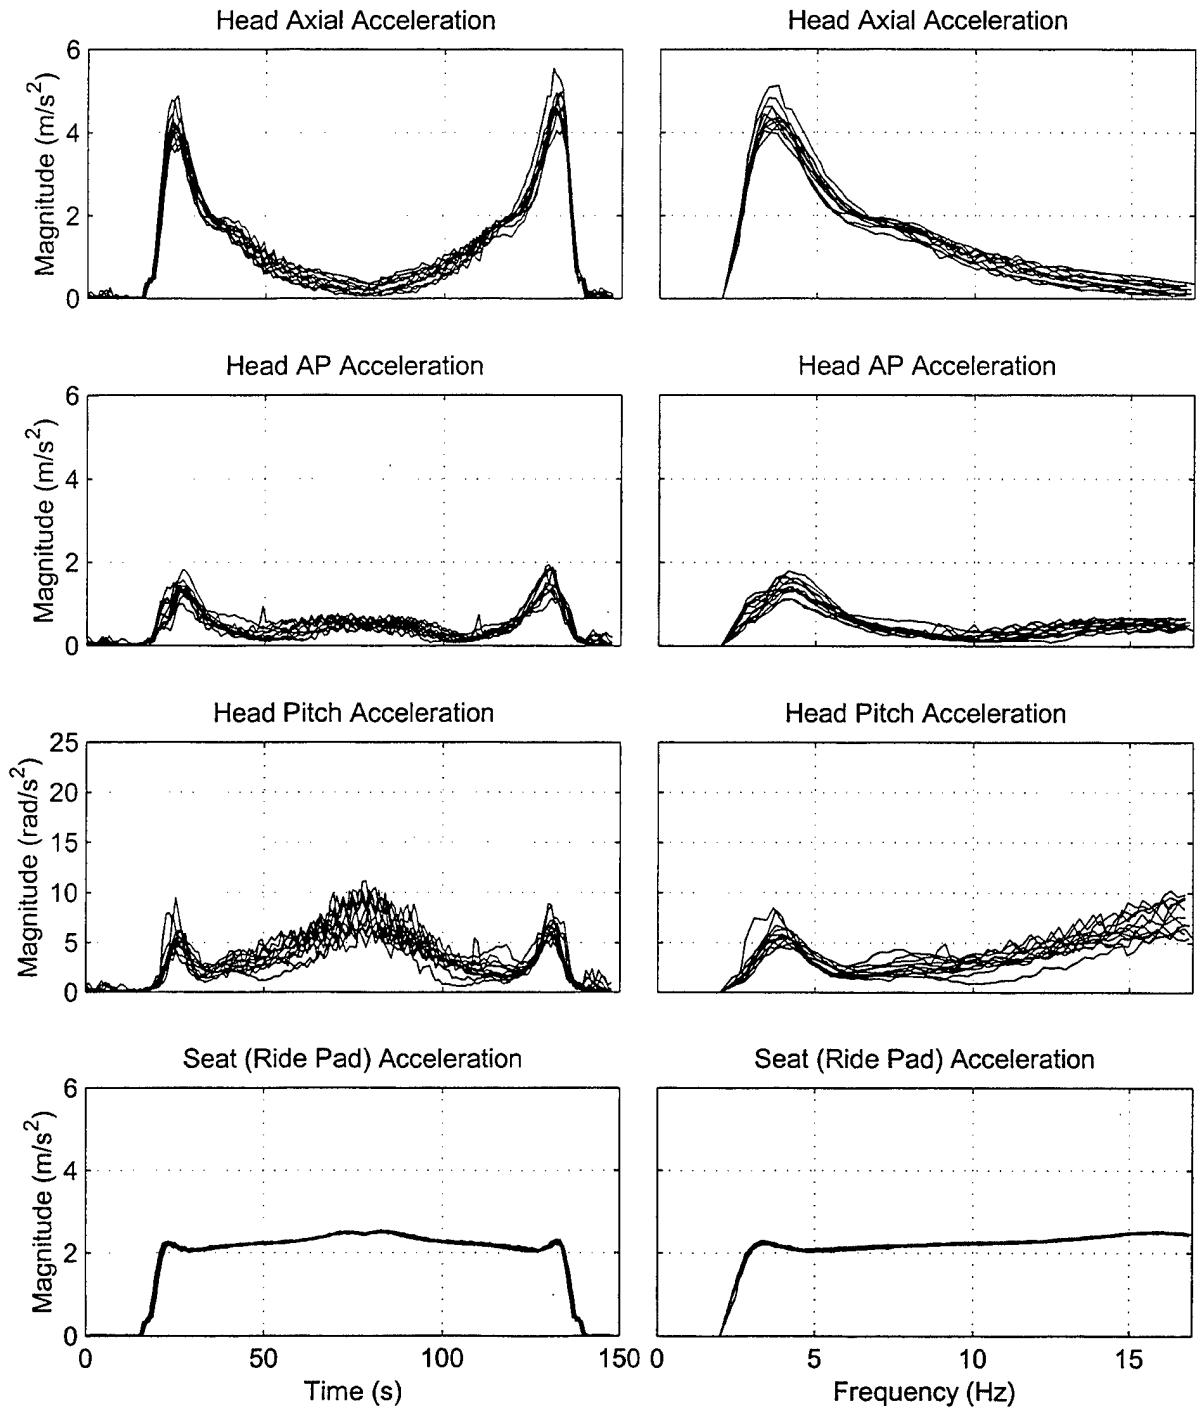 Head Axial Acceleration
Head Axial Acceleration
Magnitude (m/s2)
6
4
2
0
Head AP Acceleration
Head AP Acceleration
Magnitude (m/s2)
6
4
2
0
Head Pitch Acceleration
Head Pitch Acceleration
Magnitude (rad/s2)
25
20
15
10
5
0
Seat (Ride Pad) Acceleration
Seat (Ride Pad) Acceleration
Magnitude (m/s2)
6
4
2
0
0 50 100 150
0 5 10 15
Time (s)
Frequency (Hz)